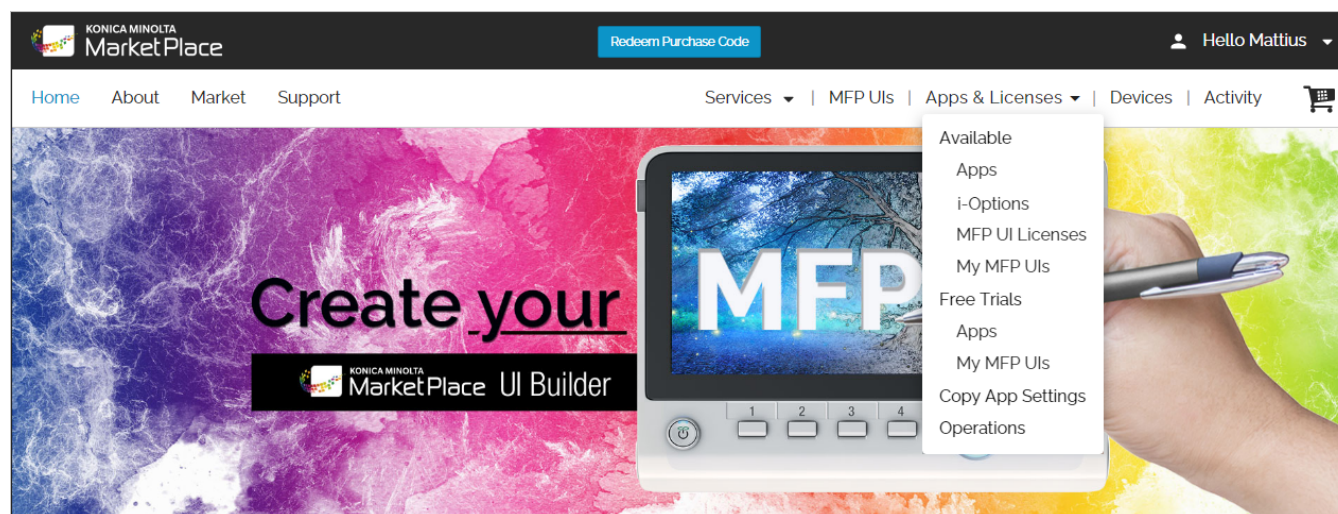 KONICA MINOLTA
MarketPlace
Redeem Purchase Code
Hello Mattius
Home About Market Support
Services | MFP UIs | Apps & Licenses | Devices | Activity
Available
Apps
i-Options
MFP UI Licenses
My MFP UIs
Free Trials
Apps
My MFP UIs
Copy App Settings
Operations
MFP
Create your
KONICA MINOLTA
MarketPlace UI Builder
1 2 3 4